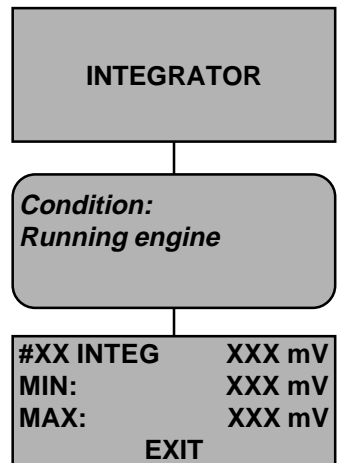 INTEGRATOR
Condition:
Running engine
#XX INTEG XXX mV
MIN: XXX mV
MAX: XXX mV
EXIT